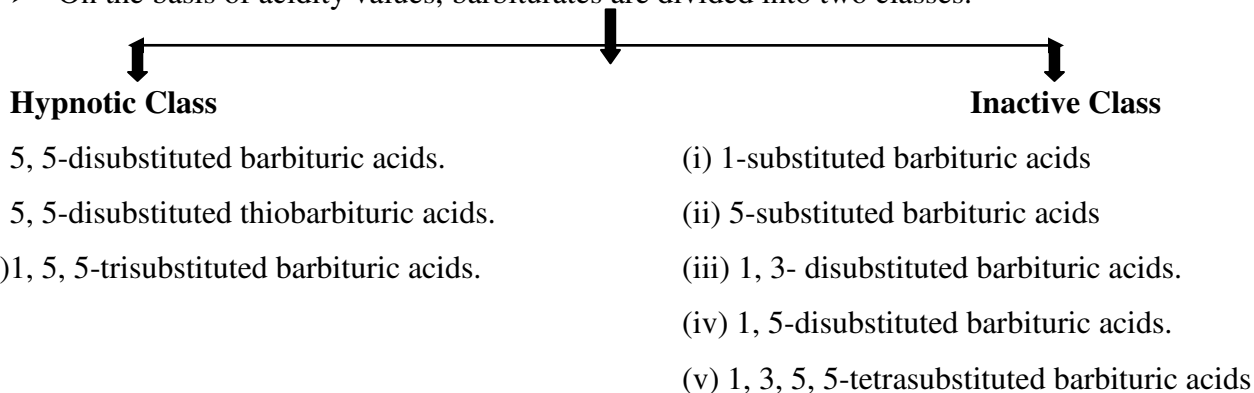 On the basis of acidity values, barbiturates are divided into two classes.
Hypnotic Class
5, 5-disubstituted barbituric acids.
5, 5-disubstituted thiobarbituric acids.
)1, 5, 5-trisubstituted barbituric acids.
Inactive Class
(i) 1-substituted barbituric acids
(ii) 5-substituted barbituric acids
(iii) 1, 3- disubstituted barbituric acids.
(iv) 1, 5-disubstituted barbituric acids.
(v) 1, 3, 5, 5-tetrasubstituted barbituric acids